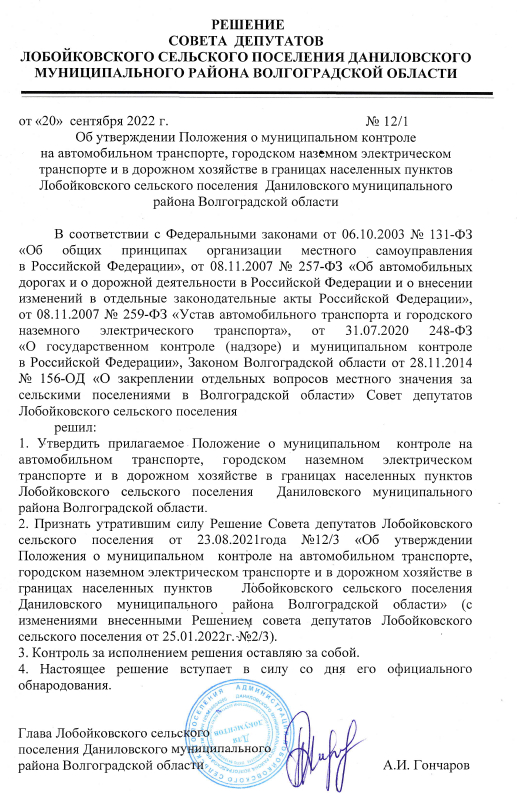 РЕШЕНИЕ
СОВЕТА ДЕПУТАТОВ
ЛОБОЙКОВСКОГО СЕЛЬСКОГО ПОСЕЛЕНИЯ ДАНИЛОВСКОГО
МУНИЦИПАЛЬНОГО РАЙОНА ВОЛГОГРАДСКОЙ ОБЛАСТИ
от «20» сентября 2022 г. № 12/1
Об утверждении Положения о муниципальном контроле
на автомобильном транспорте, городском наземном электрическом
транспорте и в дорожном хозяйстве в границах населенных пунктов
Лобойковского сельского поселения Даниловского муниципального
района Волгоградской области
В соответствии с Федеральными законами от 06.10.2003 № 131-ФЗ
«Об общих принципах организации местного самоуправления
в Российской Федерации», от 08.11.2007 № 257-ФЗ «Об автомобильных
дорогах и о дорожной деятельности в Российской Федерации и о внесении
изменений в отдельные законодательные акты Российской Федерации»,
от 08.11.2007 № 259-ФЗ «Устав автомобильного транспорта и городского
наземного электрического транспорта», от 31.07.2020 248-ФЗ
«О государственном контроле (надзоре) и муниципальном контроле
в Российской Федерации», Законом Волгоградской области от 28.11.2014
№ 156-ОД «О закреплении отдельных вопросов местного значения за
сельскими поселениями в Волгоградской области» Совет депутатов
Лобойковского сельского поселения
решил:
1. Утвердить прилагаемое Положение о муниципальном контроле на
автомобильном транспорте, городском наземном электрическом
транспорте и в дорожном хозяйстве в границах населенных пунктов
Лобойковского сельского поселения Даниловского муниципального
района Волгоградской области.
2. Признать утратившим силу Решение Совета депутатов Лобойковского
сельского поселения от 23.08.2021года №12/3 «Об утверждении
Положения о муниципальном контроле на автомобильном транспорте,
городском наземном электрическом транспорте и в дорожном хозяйстве в
границах населенных пунктов Лобойковского сельского поселения
Даниловского муниципального района Волгоградской области» (с
изменениями внесенными Решением совета депутатов Лобойковского
сельского поселения от 25.01.2022г. №2/3).
3. Контроль за исполнением решения оставляю за собой.
4. Настоящее решение вступает в силу со дня его официального
обнародования.
Глава Лобойковского сельского
поселения Даниловского муниципального
района Волгоградской области А.И. Гончаров
Для
документов